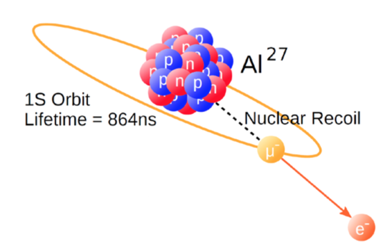 Al²⁷
1S Orbit
Lifetime = 864ns
Nuclear Recoil
μ⁻
e⁻
p
n
p
n
p
p
n
p
n
p